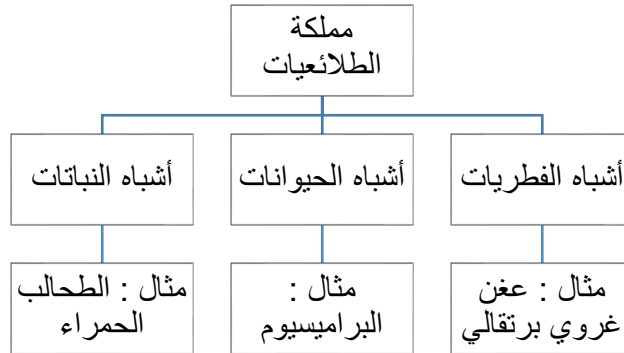 مملكة
الطلائعيات
أشباه الفطريات
أشباه الحيوانات
أشباه النباتات
مثال : عفن
غروي برتقالي
مثال :
البراميسيوم
مثال : الطحالب
الحمراء